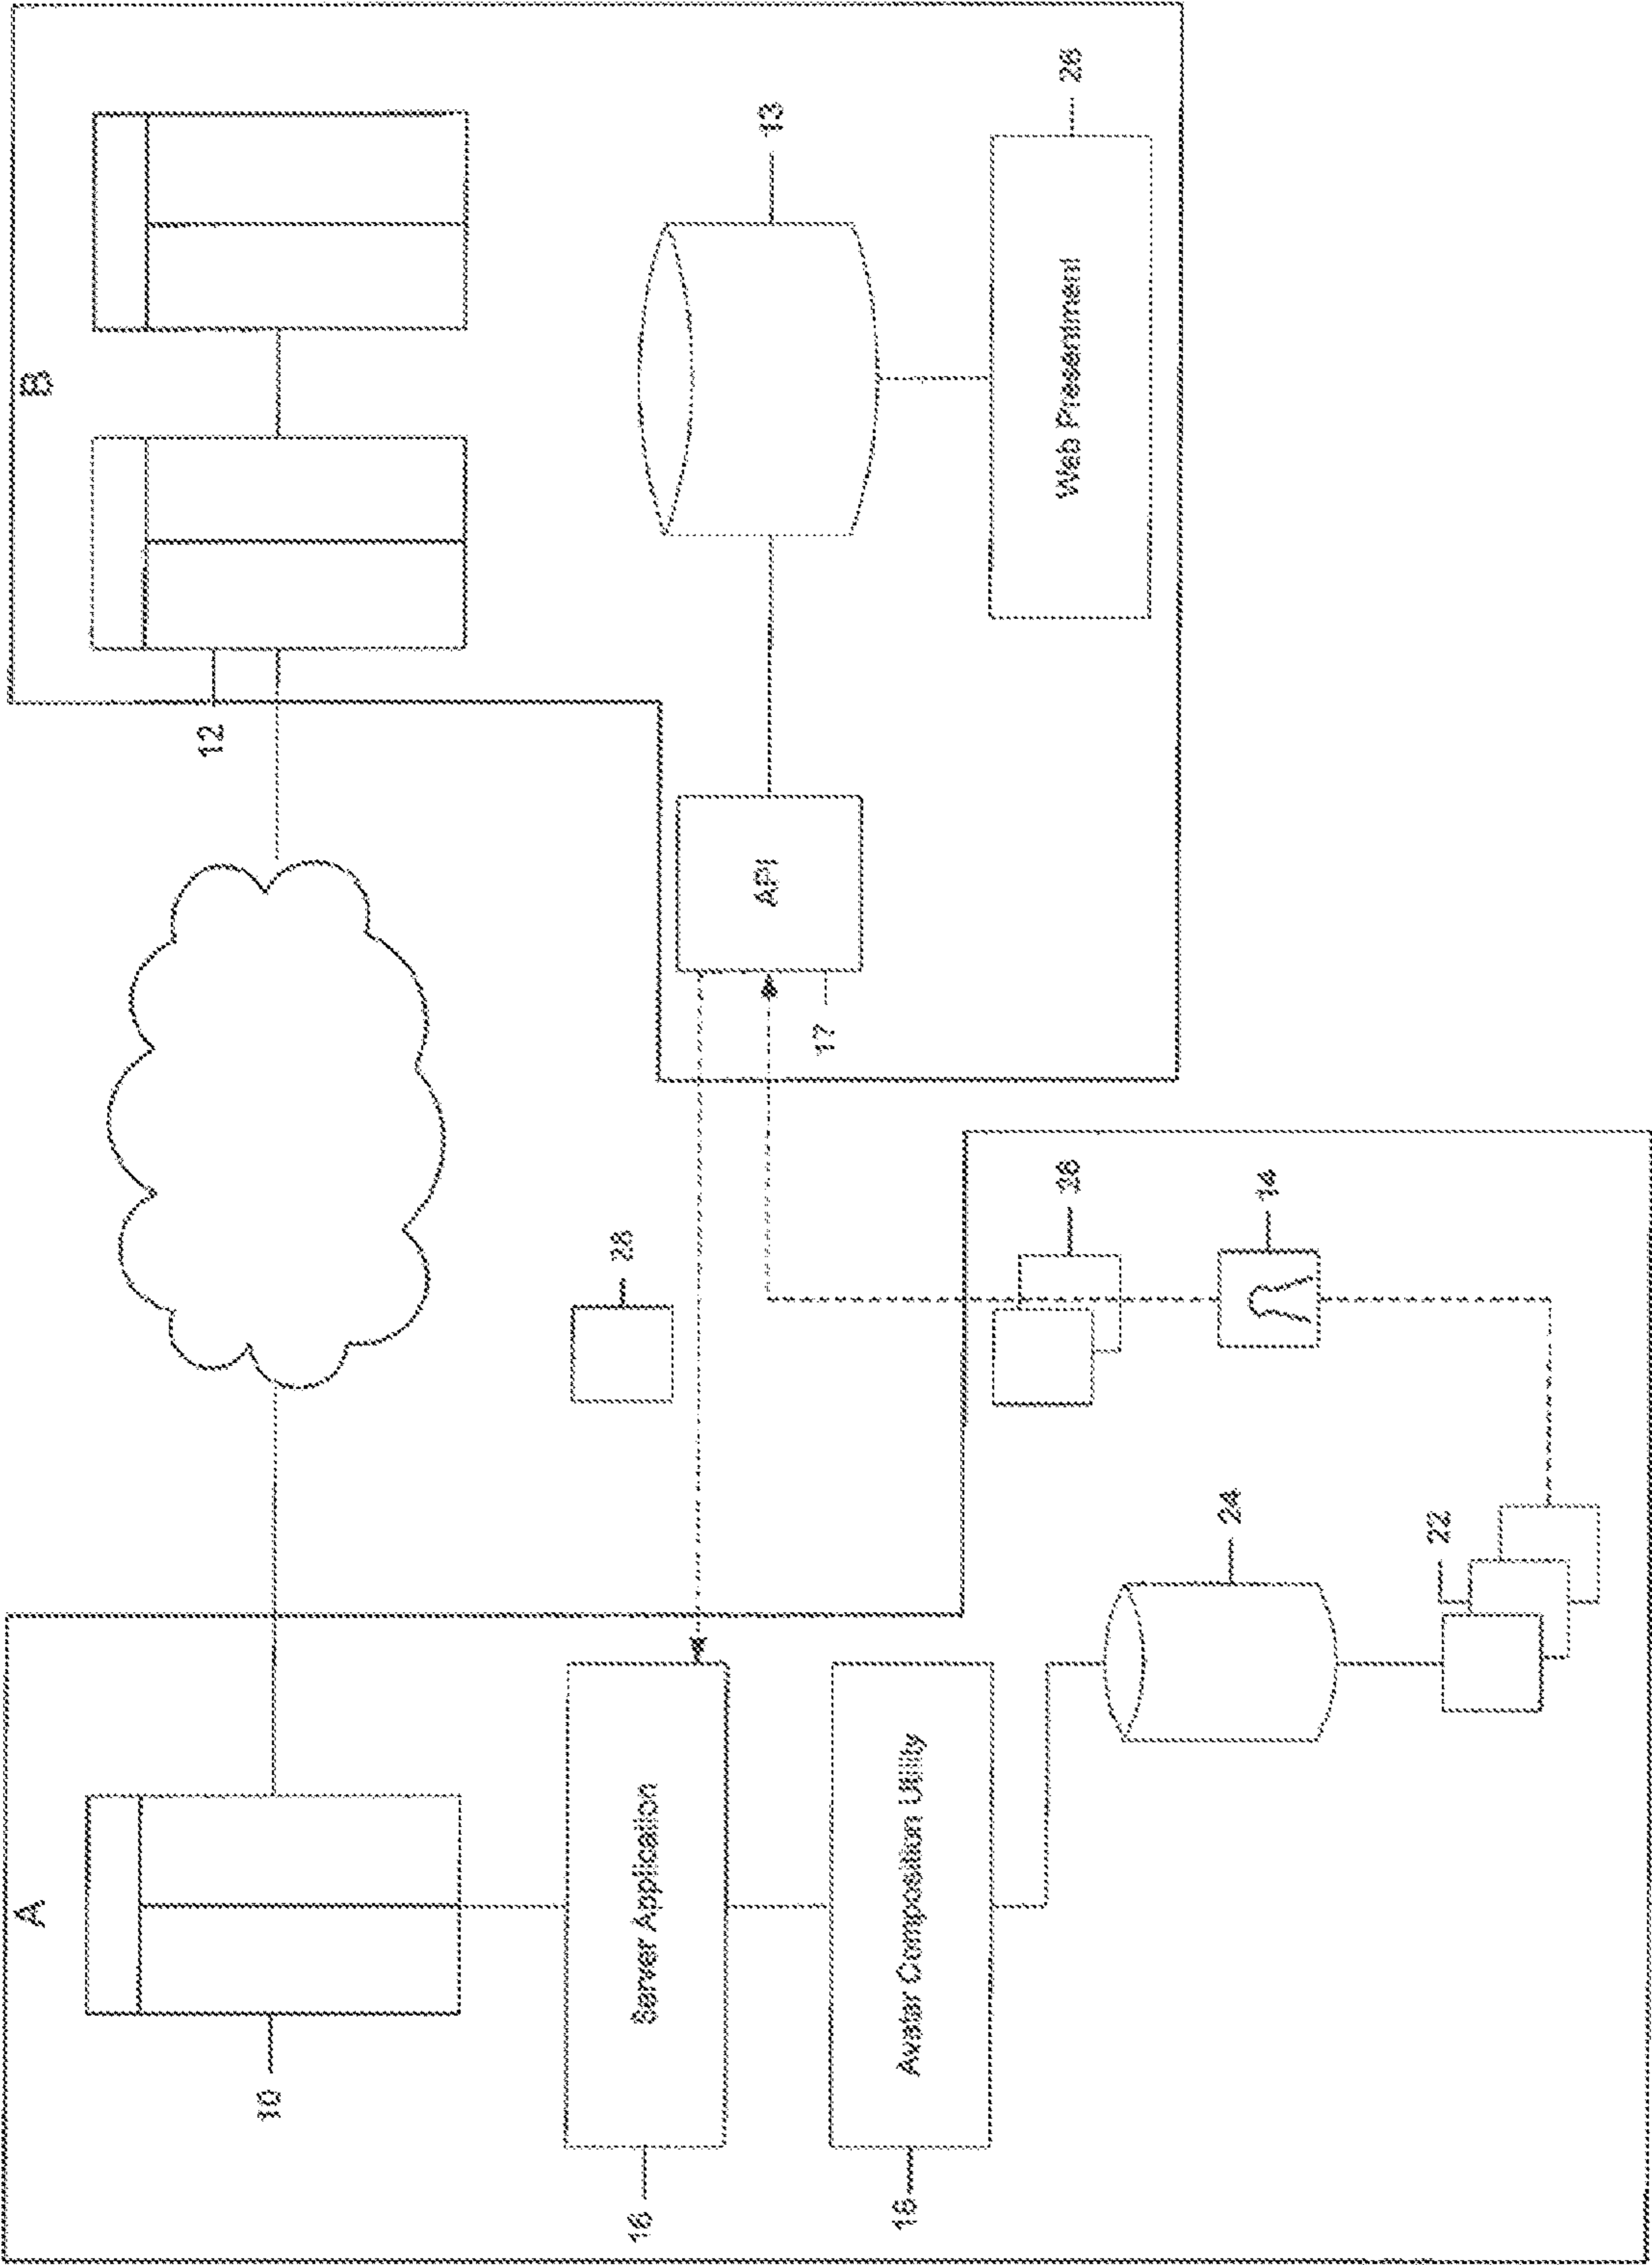 A
B
12
10
28
16
Server Application
API
13
17
18
Avatar Composition Utility
Web Presentment
26
24
14
22